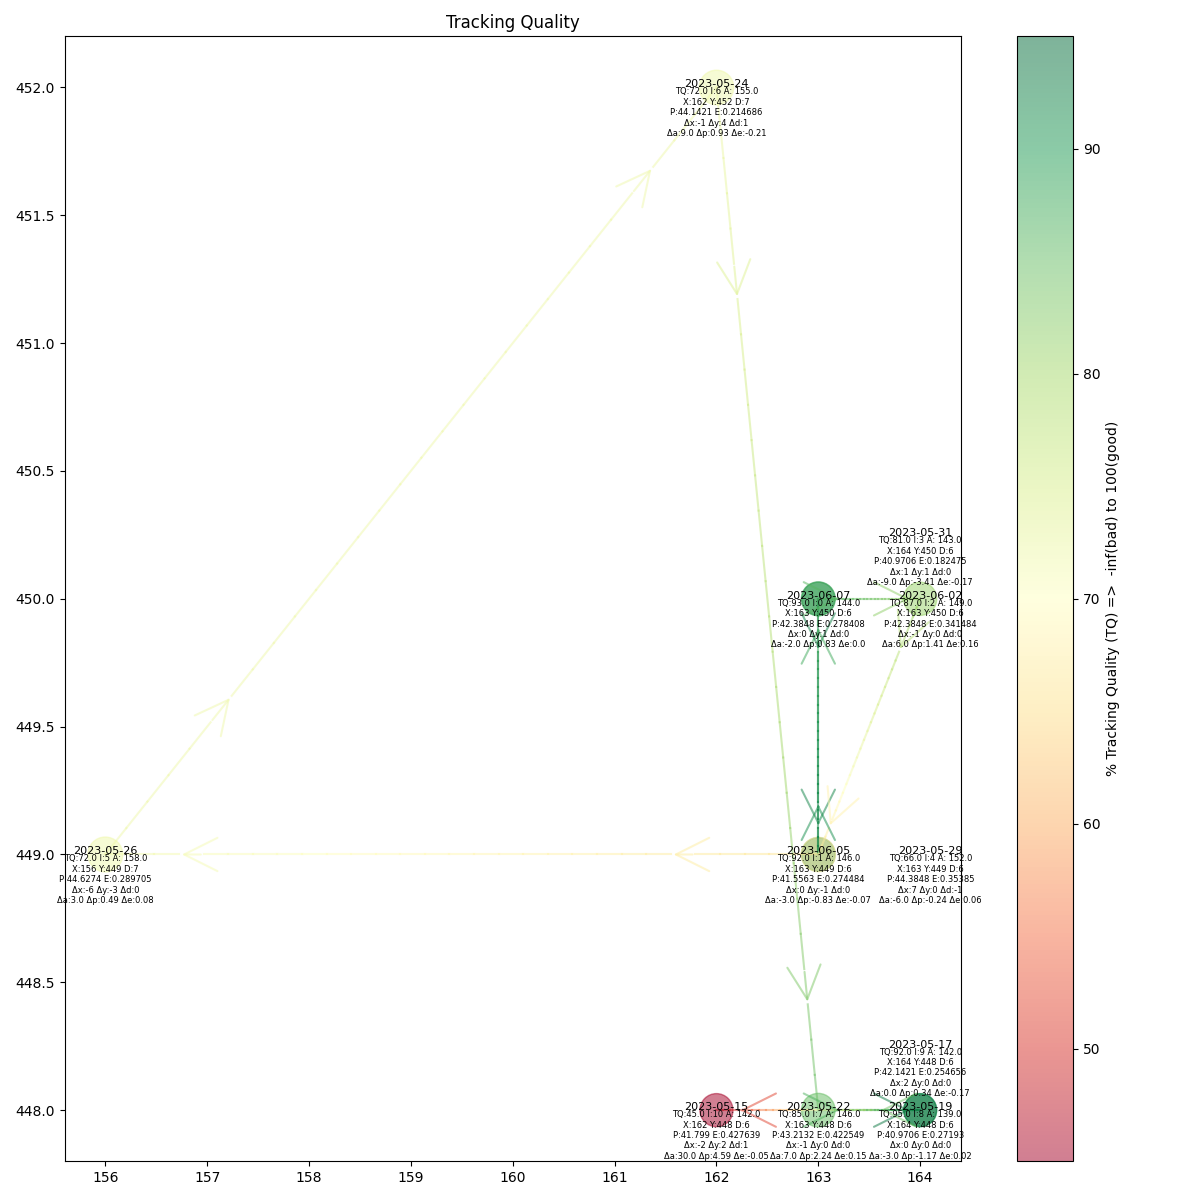 Tracking Quality
452.0
451.5
451.0
450.5
450.0
449.5
449.0
448.5
448.0
2023-05-24
TQ:72.0 I:6 A: 155.0
X:162 Y:452 D:7
P:44.1421 E:0.214686
Δx:-1 Δy:4 Δd:1
Δa:9.0 Δp:0.93 Δe:-0.21
2023-05-31
TQ:81.0 I:3 A: 143.0
X:164 Y:450 D:6
P:40.9706 E:0.182475
Δx:1 Δy:1 Δd:0
Δa:-9.0 Δp:-3.41 Δe:-0.17
2023-06-07
TQ:93.0 I:0 A: 144.0
X:163 Y:450 D:6
P:42.3848 E:0.278408
Δx:0 Δy:1 Δd:0
Δa:-2.0 Δp:0.83 Δe:0.0
2023-06-02
TQ:87.0 I:2 A: 149.0
X:163 Y:450 D:6
P:42.3848 E:0.341484
Δx:-1 Δy:0 Δd:0
Δa:6.0 Δp:1.41 Δe:0.16
2023-05-26
TQ:72.0 I:5 A: 158.0
X:156 Y:449 D:7
P:44.6274 E:0.289705
Δx:-6 Δy:-3 Δd:0
Δa:3.0 Δp:0.49 Δe:0.08
2023-06-05
TQ:92.0 I:1 A: 146.0
X:163 Y:449 D:6
P:41.5563 E:0.274484
Δx:0 Δy:-1 Δd:0
Δa:-3.0 Δp:-0.83 Δe:-0.07
2023-05-29
TQ:66.0 I:4 A: 152.0
X:163 Y:449 D:6
P:44.3848 E:0.35385
Δx:7 Δy:0 Δd:-1
Δa:-6.0 Δp:-0.24 Δe:0.06
2023-05-17
TQ:92.0 I:9 A: 142.0
X:164 Y:448 D:6
P:42.1421 E:0.254656
Δx:2 Δy:0 Δd:0
Δa:0.0 Δp:0.34 Δe:-0.17
2023-05-15
TQ:45.0 I:10 A: 142.0
X:162 Y:448 D:6
P:41.799 E:0.427639
Δx:-2 Δy:2 Δd:1
Δa:30.0 Δp:4.59 Δe:-0.05
2023-05-22
TQ:85.0 I:7 A: 146.0
X:163 Y:448 D:6
P:43.2132 E:0.422549
Δx:-1 Δy:0 Δd:0
Δa:7.0 Δp:2.24 Δe:0.15
2023-05-19
TQ:95.0 I:8 A: 139.0
X:164 Y:448 D:6
P:40.9706 E:0.27193
Δx:0 Δy:0 Δd:0
Δa:-3.0 Δp:-1.17 Δe:0.02
156 157 158 159 160 161 162 163 164
90
80
70
60
50
% Tracking Quality (TQ) => -inf(bad) to 100(good)